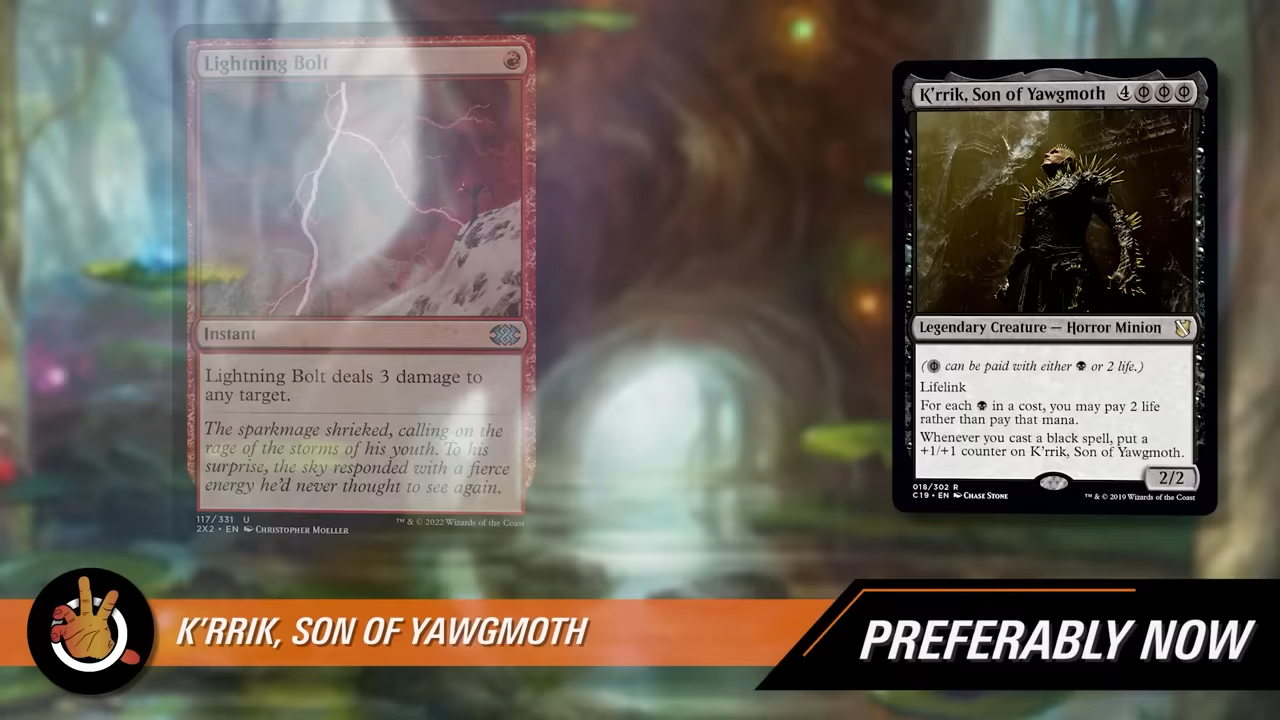 Lightning Bolt
Instant
Lightning Bolt deals 3 damage to
any target.
The sparkmage shrieked, calling on the
rage of the storms of his youth. To his
surprise, the sky responded with a fierce
energy he'd never thought to see again.
117/331 U
2X2 • EN CHRISTOPHER MOELLER
™ & © 2022 Wizards of the Coast
K'rrik, Son of Yawgmoth 4
Legendary Creature — Horror Minion
( can be paid with either or 2 life.)
Lifelink
For each in a cost, you may pay 2 life
rather than pay that mana.
Whenever you cast a black spell, put a
+1/+1 counter on K'rrik, Son of Yawgmoth.
2/2
018/302 R
C19 • EN CHASE STONE
™ & © 2019 Wizards of the Coast
K'RRIK, SON OF YAWGMOTH
PREFERABLY NOW